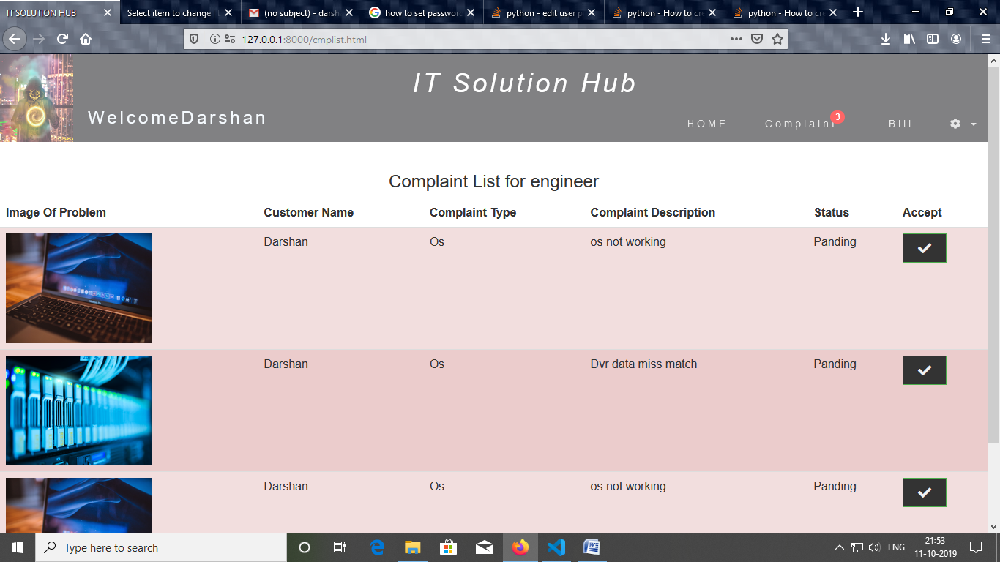 IT SOLUTION HUB
Select item to change |
(no subject) - darsh
how to set password
python - edit user p
python - How to cre
python - How to cre
127.0.0.1:8000/cmplist.html
IT Solution Hub
WelcomeDarshan
HOME Complaint 3 Bill
Complaint List for engineer
Image Of Problem Customer Name Complaint Type Complaint Description Status Accept
Darshan Os os not working Panding
Darshan Os Dvr data miss match Panding
Darshan Os os not working Panding
Type here to search
ENG
21:53
11-10-2019